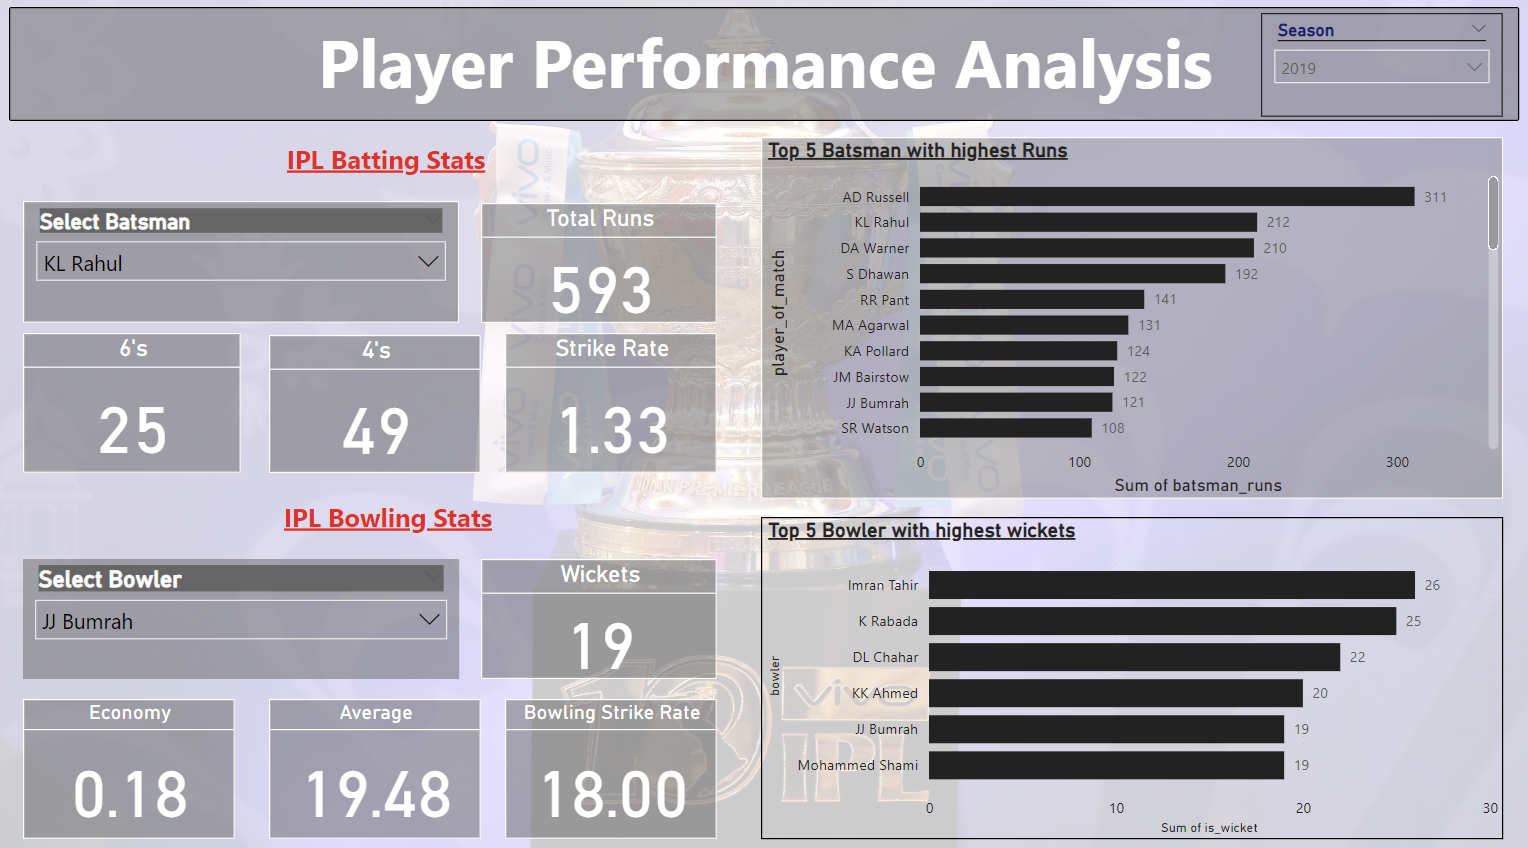 Player Performance Analysis
Season
2019
IPL Batting Stats
Select Batsman
KL Rahul
Total Runs
593
6's
25
4's
49
Strike Rate
1.33
IPL Bowling Stats
Select Bowler
JJ Bumrah
Wickets
19
Economy
0.18
Average
19.48
Bowling Strike Rate
18.00
Top 5 Batsman with highest Runs
player_of_match
AD Russell 311
KL Rahul 212
DA Warner 210
S Dhawan 192
RR Pant 141
MA Agarwal 131
KA Pollard 124
JM Bairstow 122
JJ Bumrah 121
SR Watson 108
0 100 200 300
Sum of batsman_runs
Top 5 Bowler with highest wickets
bowler
Imran Tahir 26
K Rabada 25
DL Chahar 22
KK Ahmed 20
JJ Bumrah 19
Mohammed Shami 19
0 10 20 30
Sum of is_wicket
vivo
vivo
vivo
vivo
vivo
IPL